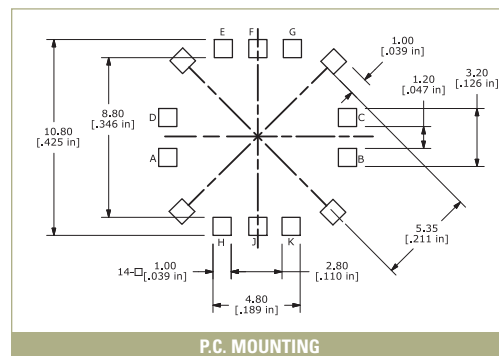 E F G
1.00
[.039 in]
3.20
[.126 in]
1.20
[.047 in]
8.80
[.346 in]
10.80
[.425 in]
D
C
A
B
5.35
[.211 in]
H J K
14-□ 1.00
[.039 in]
2.80
[.110 in]
4.80
[.189 in]
P.C. MOUNTING